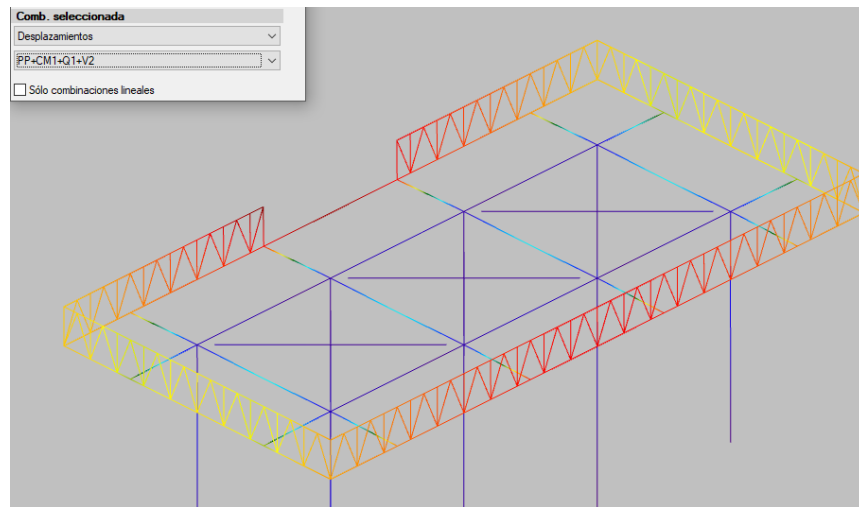 Comb. seleccionada
Desplazamientos
PP+CM1+Q1+V2
Sólo combinaciones lineales